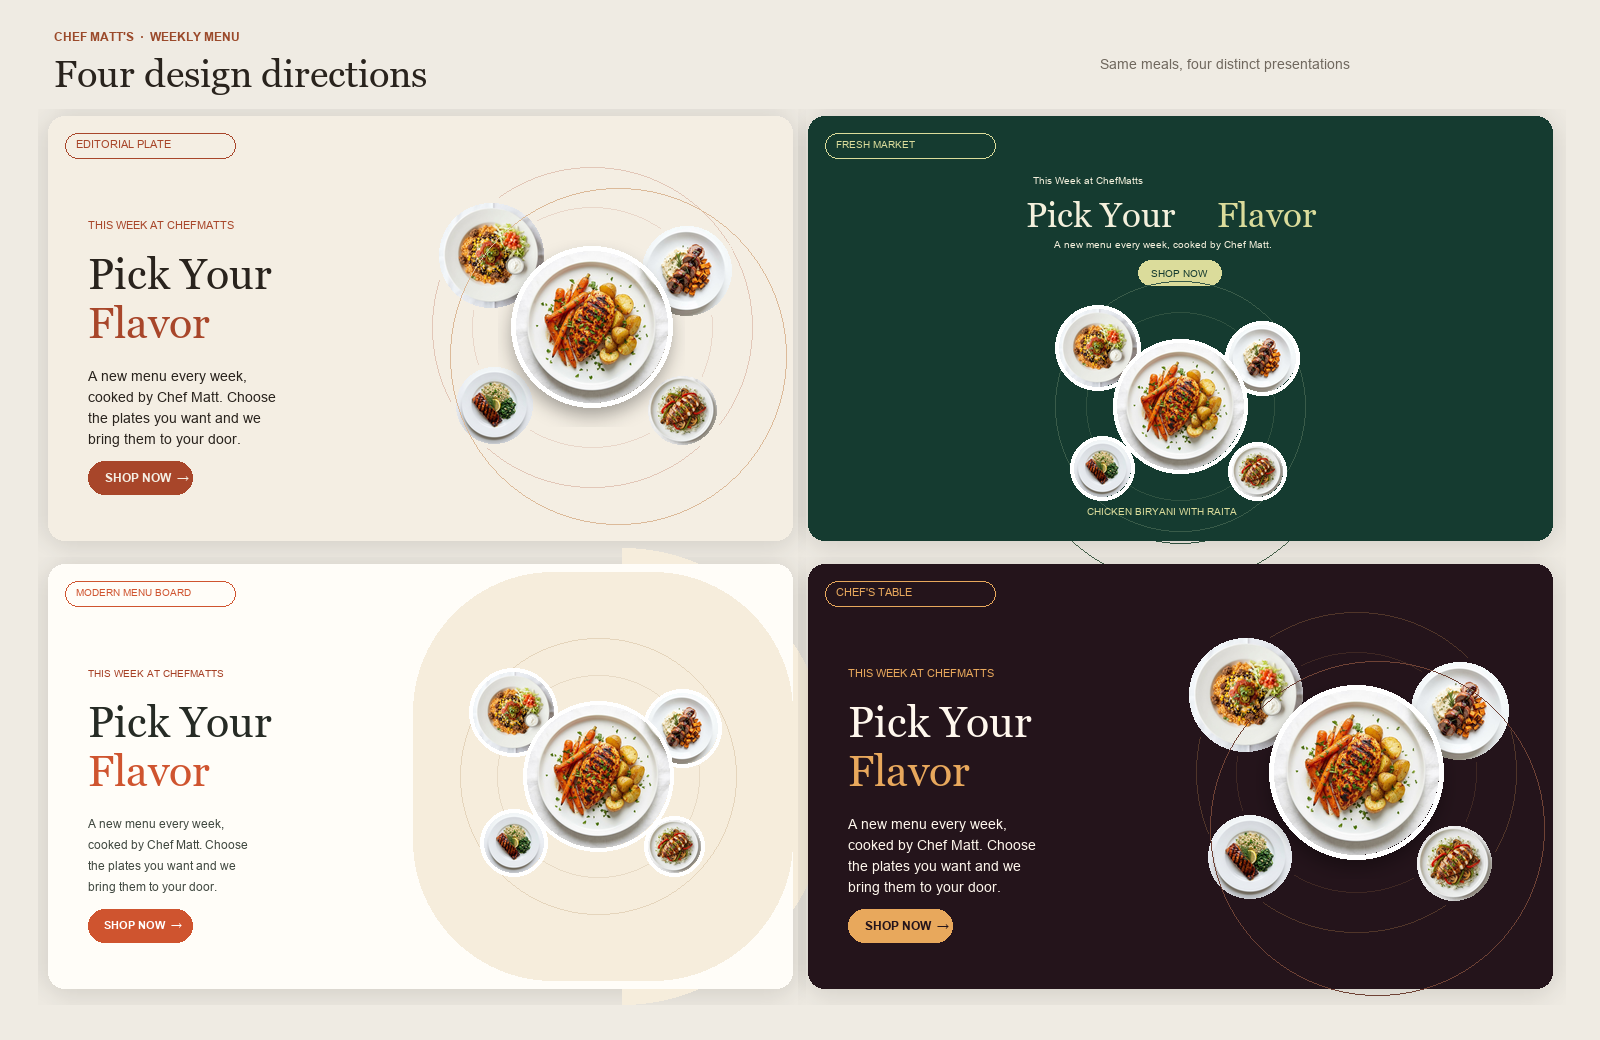 CHEF MATT'S · WEEKLY MENU
Four design directions
Same meals, four distinct presentations
EDITORIAL PLATE
THIS WEEK AT CHEFMATTS
Pick Your
Flavor
A new menu every week,
cooked by Chef Matt. Choose
the plates you want and we
bring them to your door.
SHOP NOW →
FRESH MARKET
This Week at ChefMatts
Pick Your Flavor
A new menu every week, cooked by Chef Matt.
SHOP NOW
CHICKEN BIRYANI WITH RAITA
MODERN MENU BOARD
THIS WEEK AT CHEFMATTS
Pick Your
Flavor
A new menu every week,
cooked by Chef Matt. Choose
the plates you want and we
bring them to your door.
SHOP NOW →
CHEF'S TABLE
THIS WEEK AT CHEFMATTS
Pick Your
Flavor
A new menu every week,
cooked by Chef Matt. Choose
the plates you want and we
bring them to your door.
SHOP NOW →